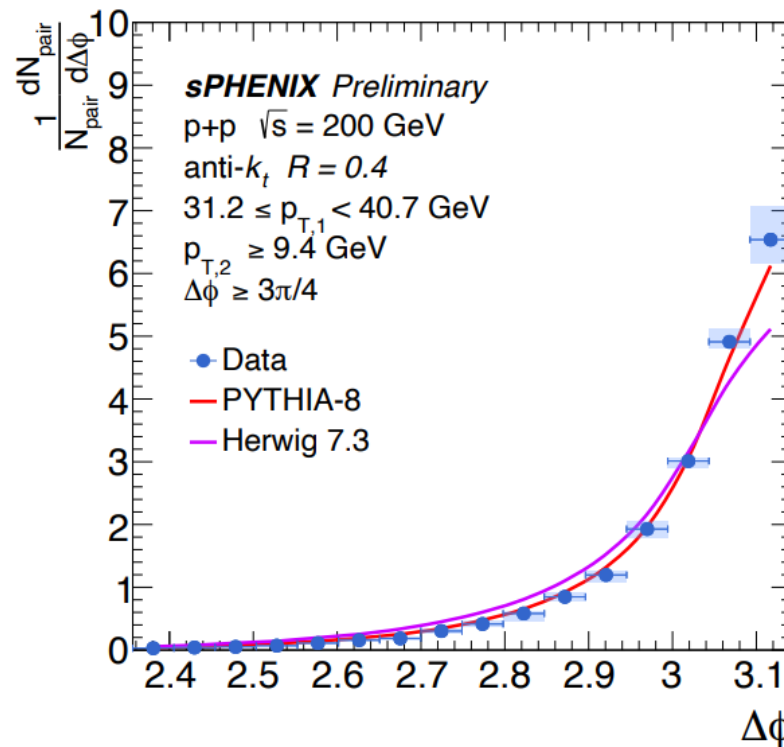 1/N_pair dN_pair/dΔϕ
10
9
8
7
6
5
4
3
2
1
0
sPHENIX Preliminary
p+p √s = 200 GeV
anti-k_t R = 0.4
31.2 ≤ p_T,1 < 40.7 GeV
p_T,2 ≥ 9.4 GeV
Δϕ ≥ 3π/4
Data
PYTHIA-8
Herwig 7.3
2.4 2.5 2.6 2.7 2.8 2.9 3 3.1
Δϕ